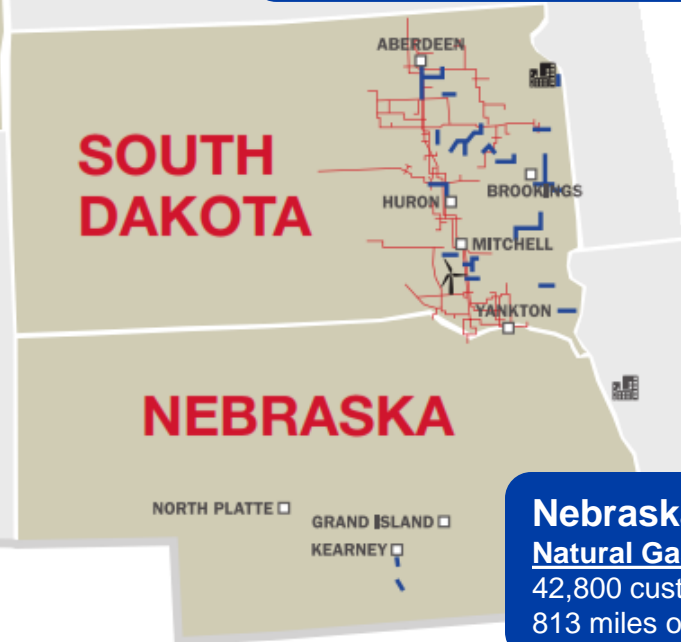 ABERDEEN
SOUTH
DAKOTA
BROOKINGS
HURON
MITCHELL
YANKTON
NEBRASKA
NORTH PLATTE
GRAND ISLAND
KEARNEY
Nebrask
Natural Ga
42,800 cust
813 miles o